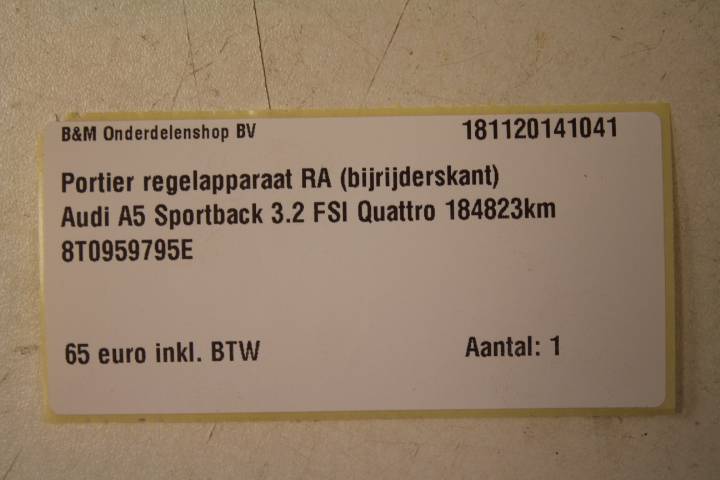 B&M Onderdelenshop BV 181120141041
Portier regelapparaat RA (bijrijderskant)
Audi A5 Sportback 3.2 FSI Quattro 184823km
8T0959795E
65 euro inkl. BTW Aantal: 1